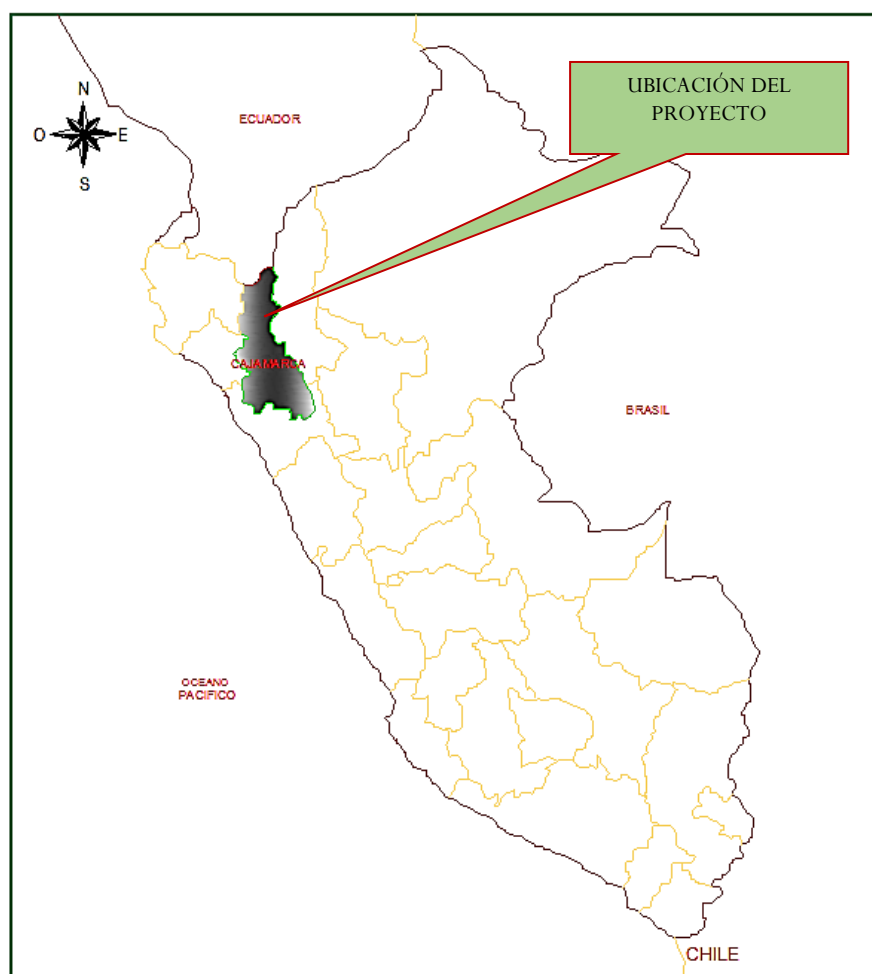 UBICACIÓN DEL
PROYECTO
N
O
E
S
ECUADOR
CAJAMARCA
BRASIL
OCEANO
PACIFICO
CHILE